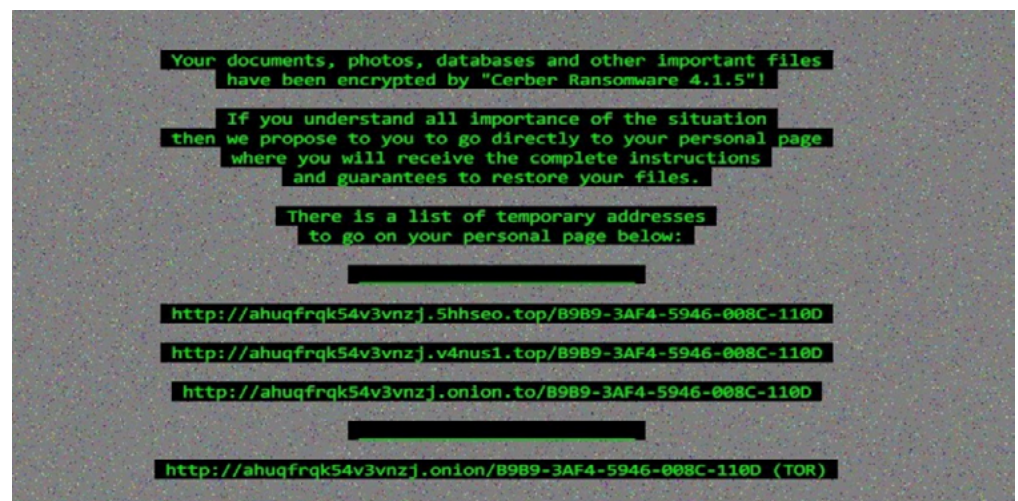 Your documents, photos, databases and other important files
have been encrypted by "Cerber Ransomware 4.1.5"!
If you understand all importance of the situation
then we propose to you to go directly to your personal page
where you will receive the complete instructions
and guarantees to restore your files.
There is a list of temporary addresses
to go on your personal page below:
http://ahuqfrqk54v3vnzj.5hhseo.top/B9B9-3AF4-5946-008C-110D
http://ahuqfrqk54v3vnzj.v4nus1.top/B9B9-3AF4-5946-008C-110D
http://ahuqfrqk54v3vnzj.onion.to/B9B9-3AF4-5946-008C-110D
http://ahuqfrqk54v3vnzj.onion/B9B9-3AF4-5946-008C-110D (TOR)